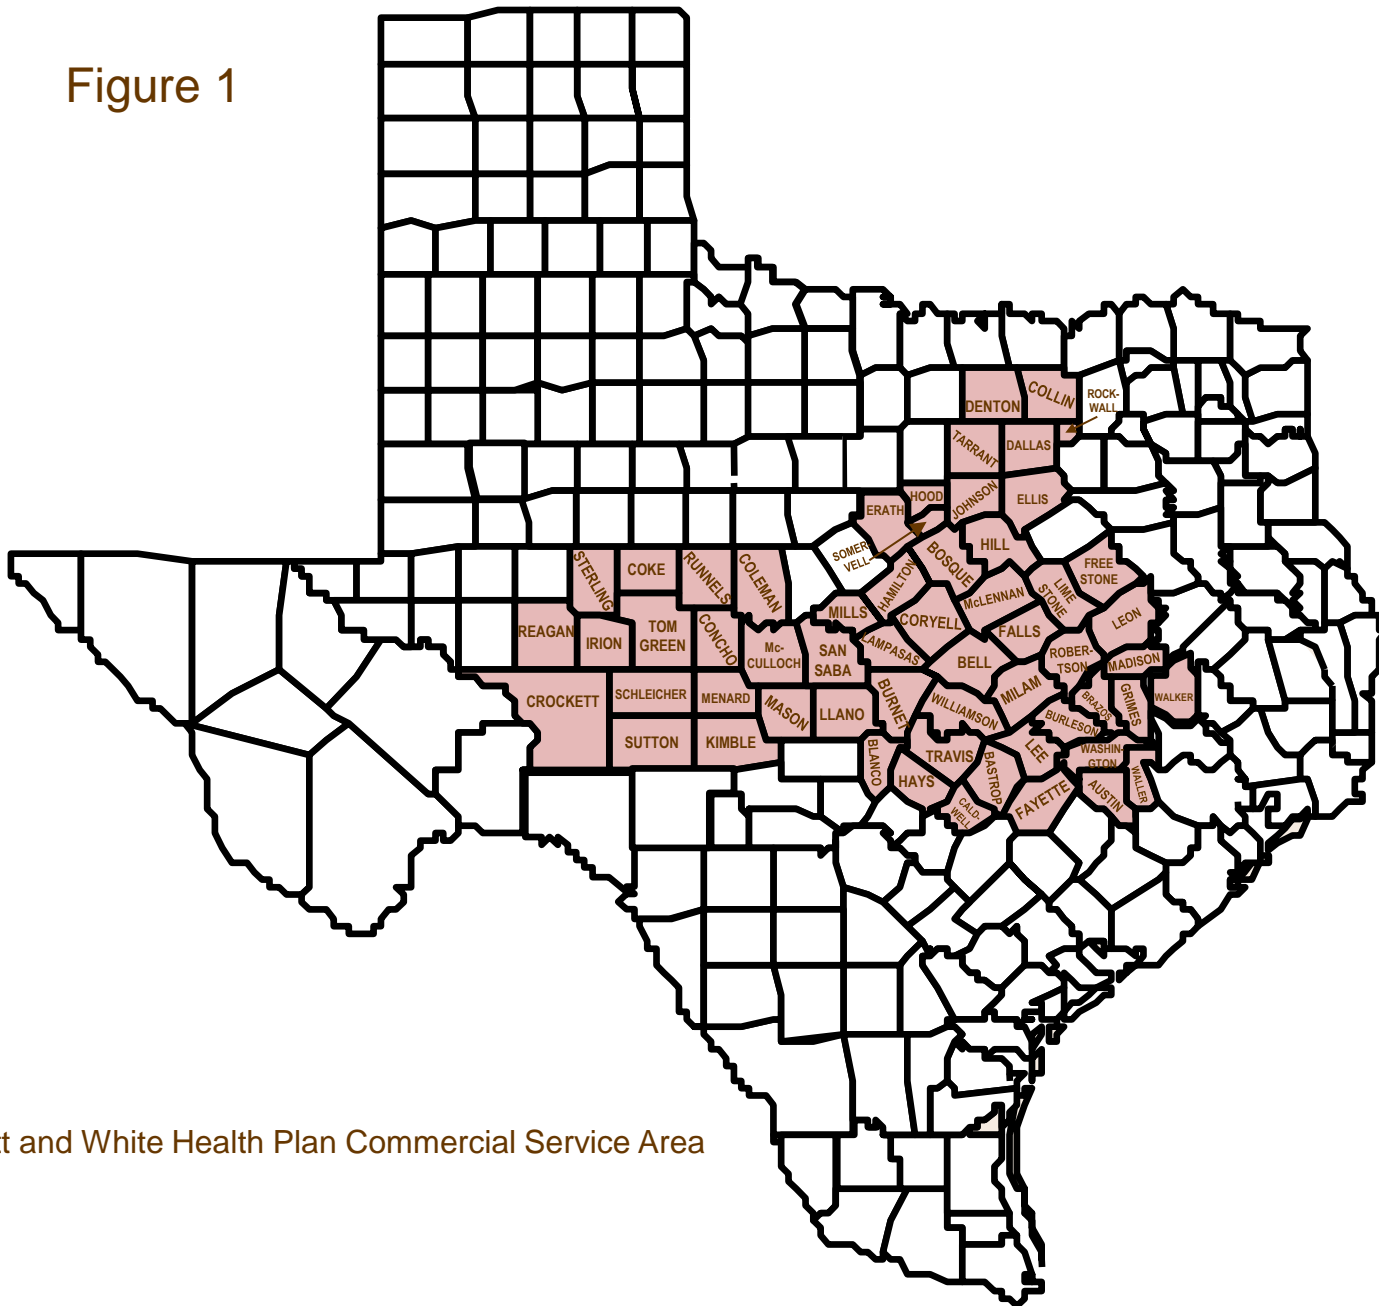 Figure 1
COLLIN
DENTON
ROCK-
WALL
TARRANT
DALLAS
HOOD
JOHNSON
ELLIS
ERATH
SOMER
VELL
BOSQUE
HILL
STERLING
COKE
RUNNELS
COLEMAN
HAMILTON
FREE
STONE
LIME
STONE
McLENNAN
MILLS
CORYELL
FALLS
LEON
REAGAN
IRION
TOM
GREEN
CONCHO
Mc-
CULLOCH
SAN
SABA
LAMPASAS
BELL
ROBER-
TSON
MADISON
CROCKETT
SCHLEICHER
MENARD
MASON
LLANO
BURNET
WILLIAMSON
MILAM
BRAZOS
GRIMES
WALKER
BURLESON
SUTTON
KIMBLE
BLANCO
TRAVIS
LEE
WASHIN-
GTON
HAYS
BASTROP
WALLER
CALD-
WELL
FAYETTE
AUSTIN
tt and White Health Plan Commercial Service Area